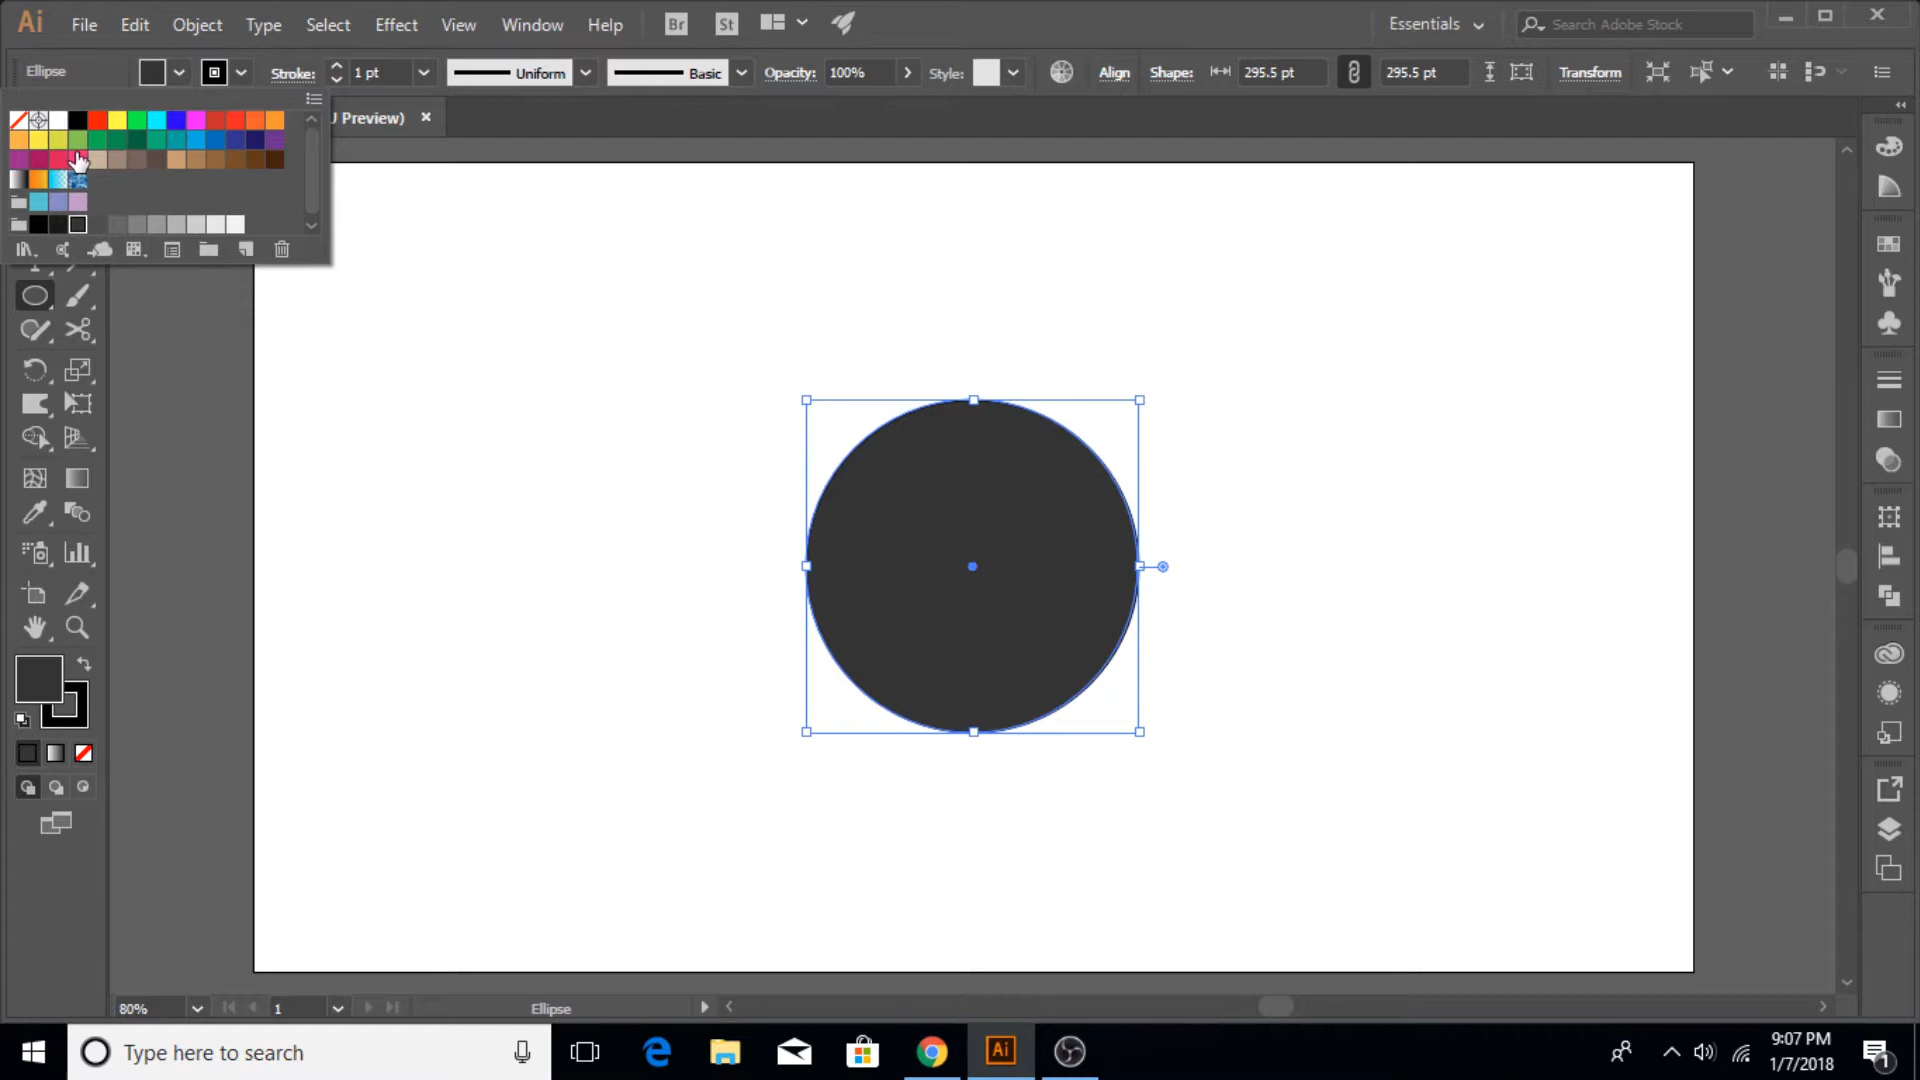 Ai File Edit Object Type Select Effect View Window Help Br St Essentials Search Adobe Stock
Ellipse Stroke: 1 pt Uniform Basic Opacity: 100% Style: Align Shape: 295.5 pt 295.5 pt Transform
U Preview) ×
80% 1 Ellipse
Type here to search Ai 9:07 PM
1/7/2018 1